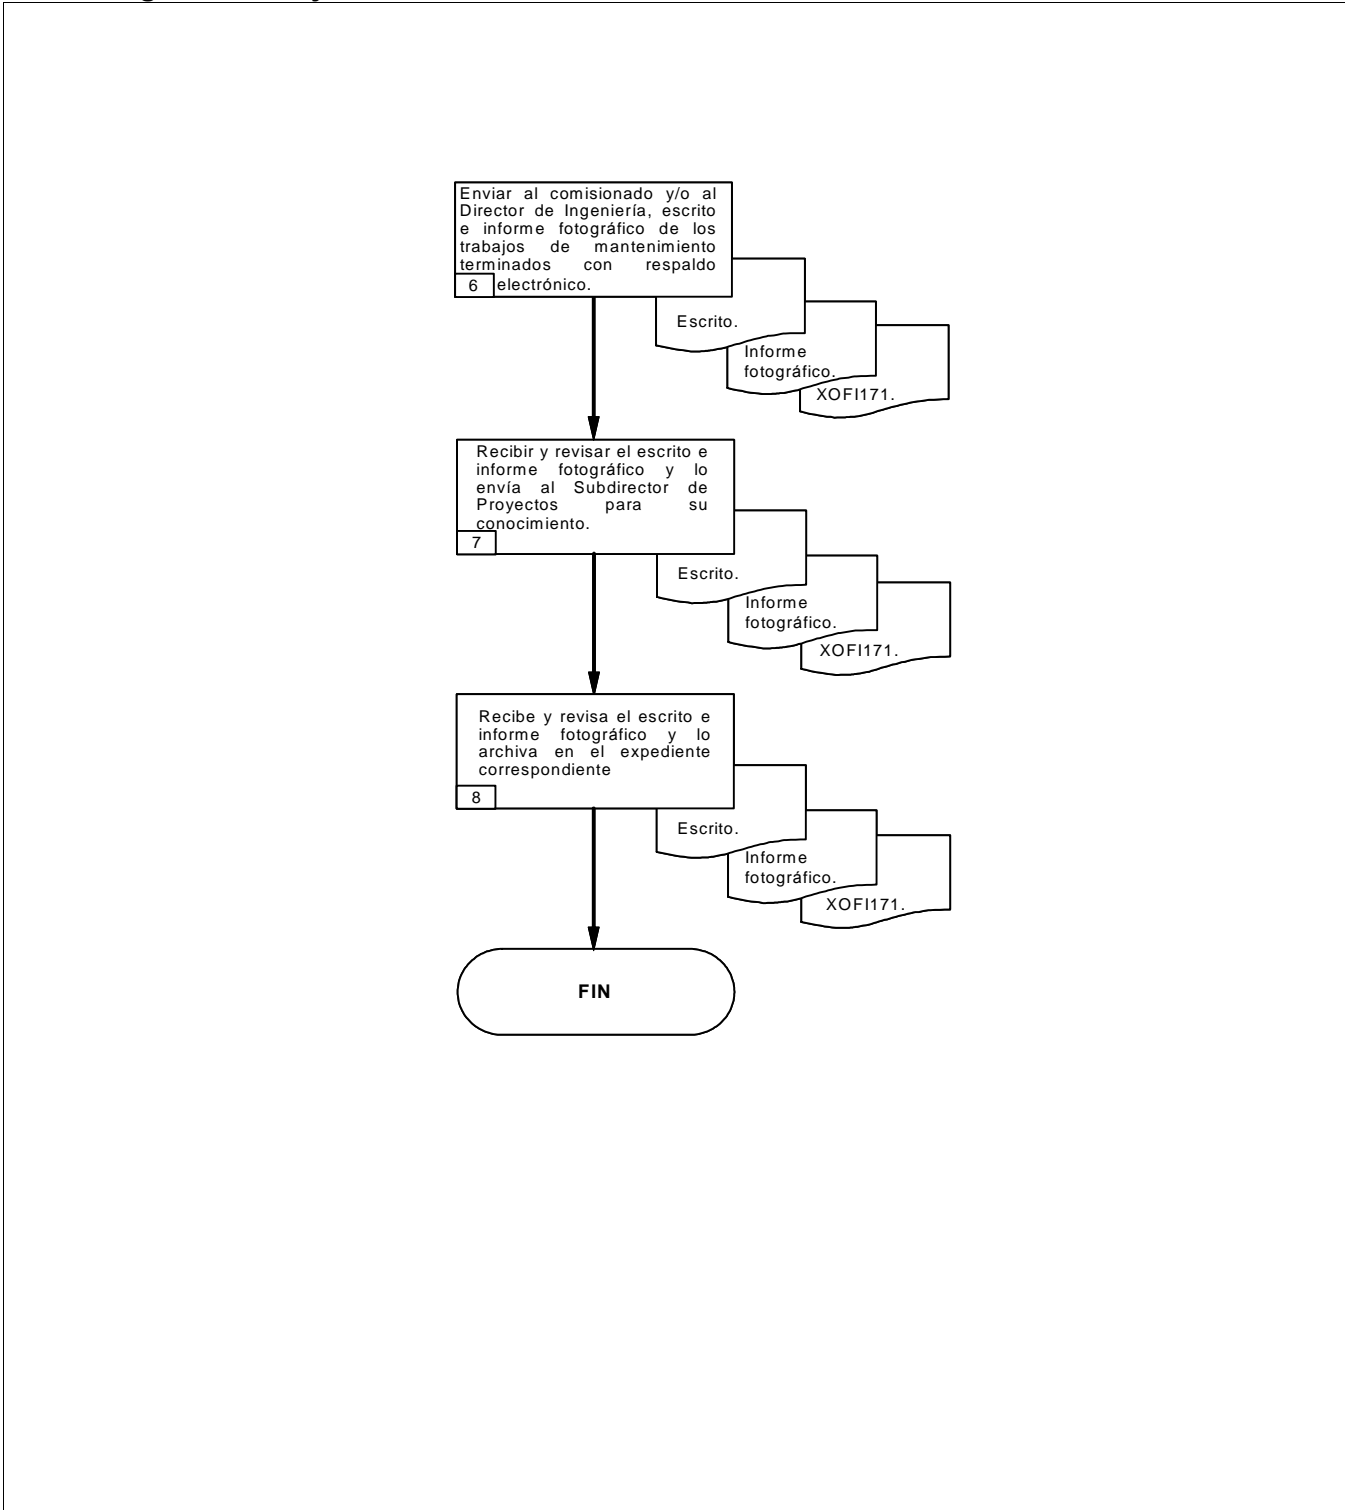 Enviar al comisionado y/o al
Director de Ingeniería, escrito
e informe fotográfico de los
trabajos de mantenimiento
terminados con respaldo
6 electrónico.
Escrito.
Informe
fotográfico.
XOFI171.
Recibir y revisar el escrito e
informe fotográfico y lo
envía al Subdirector de
Proyectos para su
conocimiento.
7
Escrito.
Informe
fotográfico.
XOFI171.
Recibe y revisa el escrito e
informe fotográfico y lo
archiva en el expediente
correspondiente
8
Escrito.
Informe
fotográfico.
XOFI171.
FIN